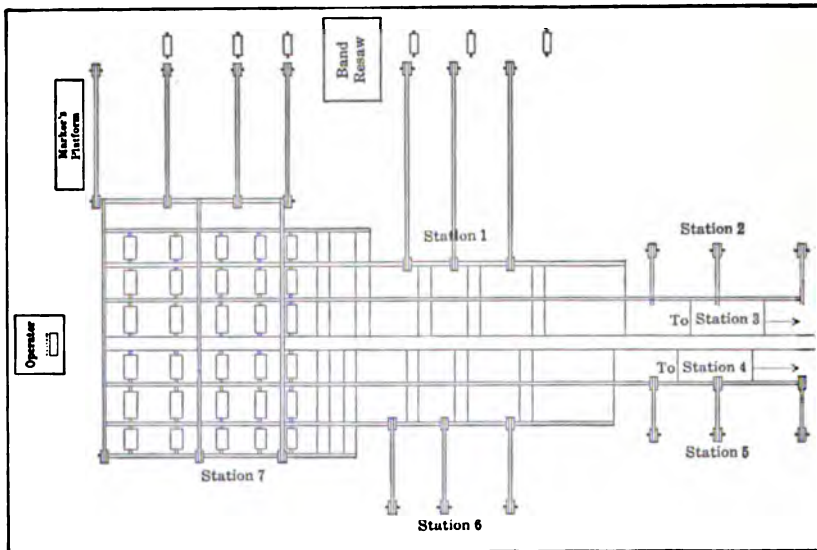 Band
Resaw
Marker's
Platform
Station 1
Station 2
To Station 3
Operator
To Station 4
Station 5
Station 7
Station 6